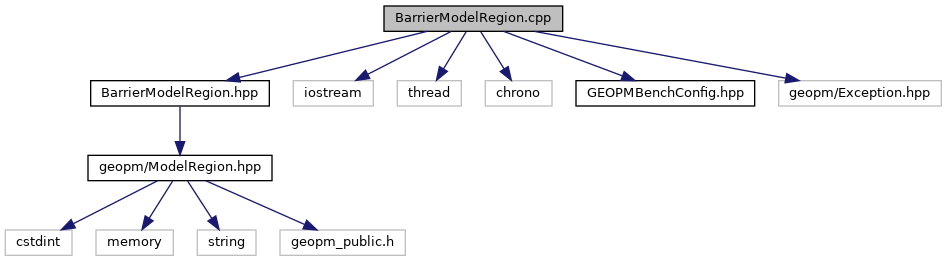 BarrierModelRegion.cpp
BarrierModelRegion.hpp
iostream
thread
chrono
GEOPMBenchConfig.hpp
geopm/Exception.hpp
geopm/ModelRegion.hpp
cstdint
memory
string
geopm_public.h